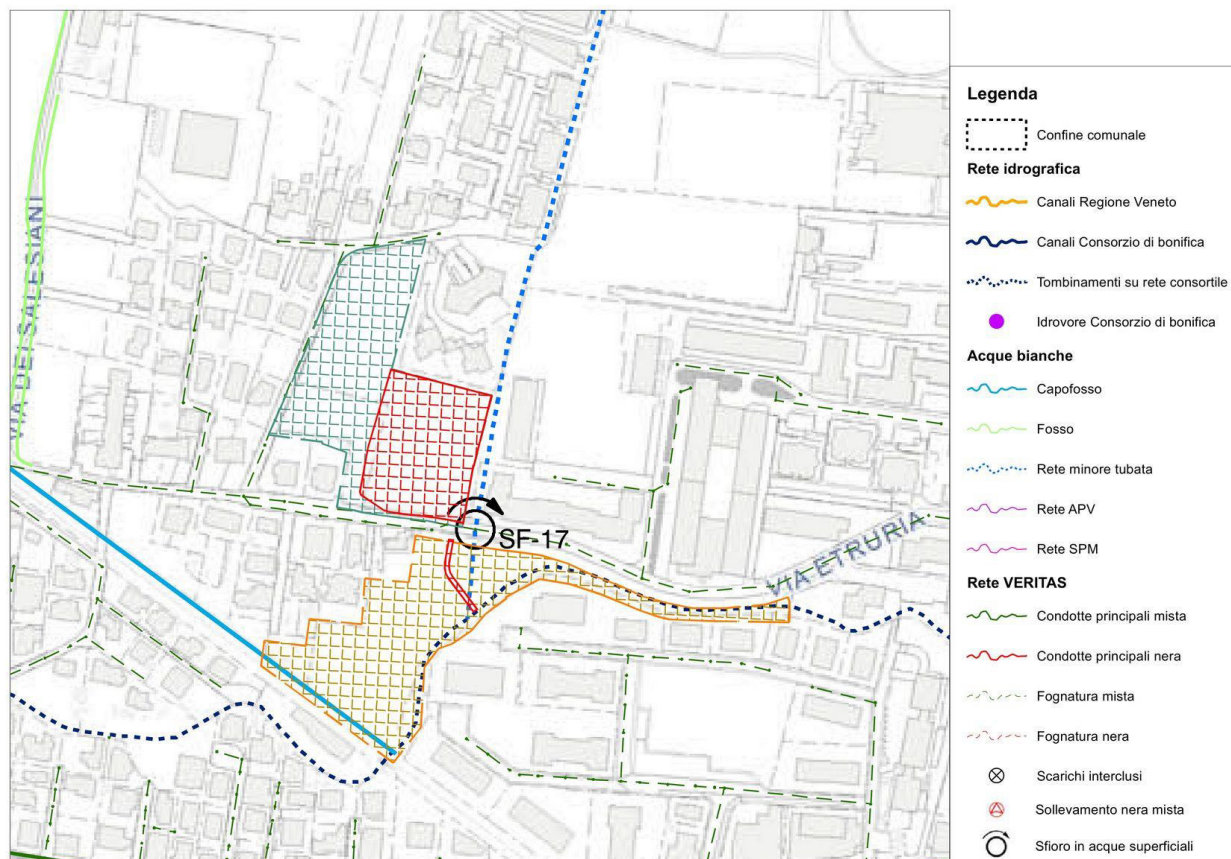 VIA DEI SALESIANI
SF-17
VIA ETRURIA
Legenda
Confine comunale
Rete idrografica
Canali Regione Veneto
Canali Consorzio di bonifica
Tombinamenti su rete consortile
Idrovore Consorzio di bonifica
Acque bianche
Capofosso
Fosso
Rete minore tubata
Rete APV
Rete SPM
Rete VERITAS
Condotte principali mista
Condotte principali nera
Fognatura mista
Fognatura nera
Scarichi interclusi
Sollevamento nera mista
Sfioro in acque superficiali